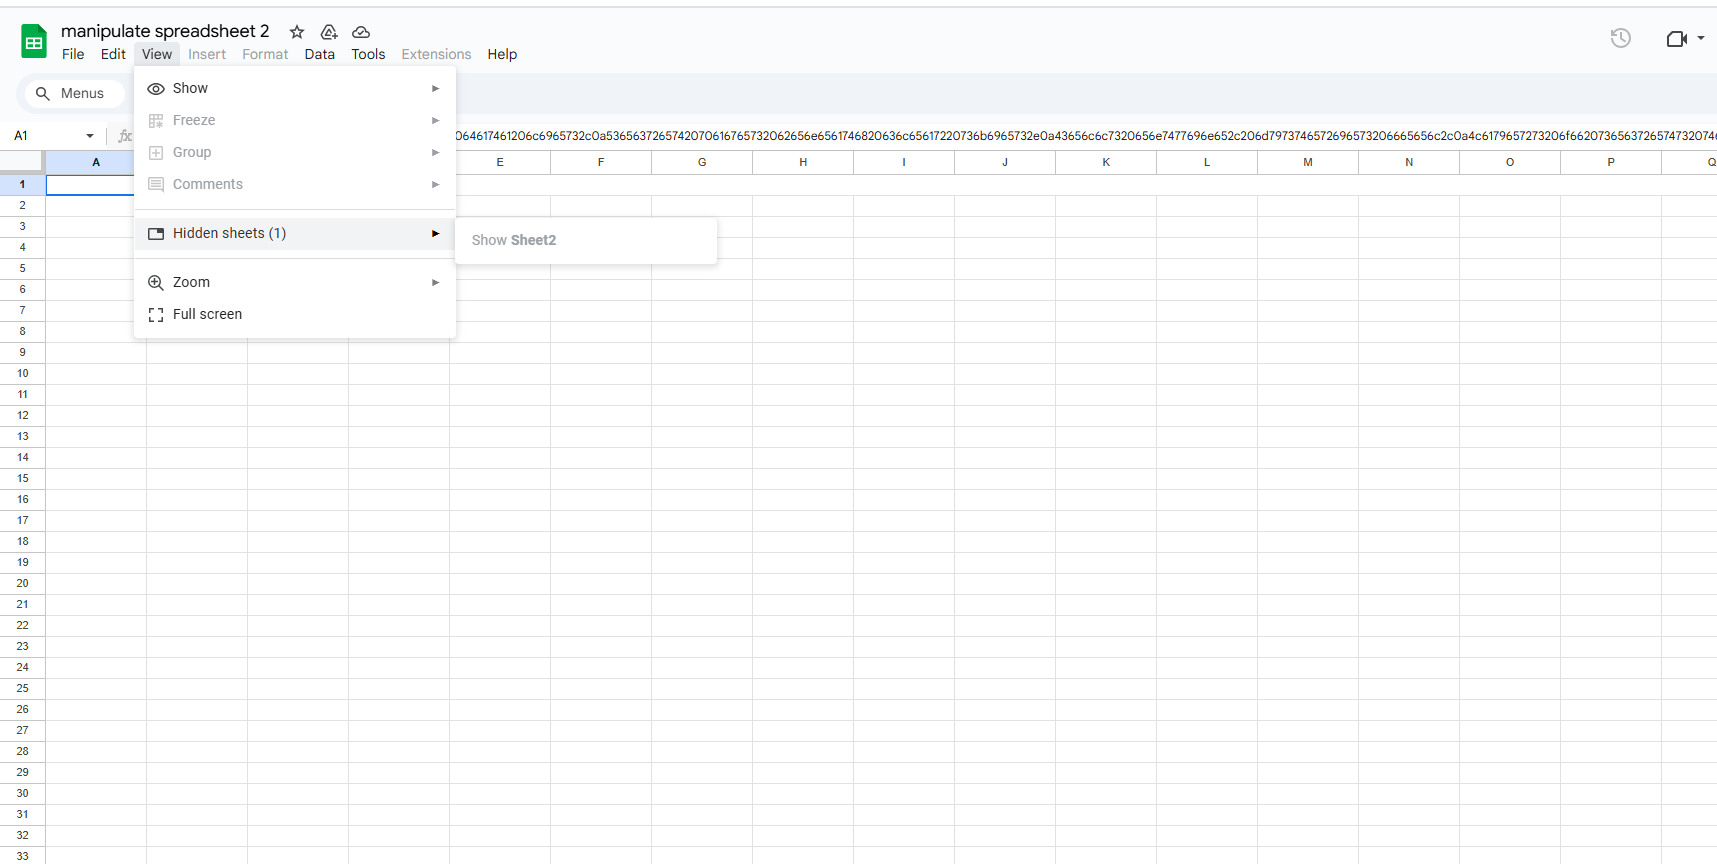 manipulate spreadsheet 2
File Edit View Insert Format Data Tools Extensions Help
Menus
A1
fx
Show
Freeze
Group
Comments
Hidden sheets (1)
Show Sheet2
Zoom
Full screen
A E F G H I J K L M N O P Q
1
2
3
4
5
6
7
8
9
10
11
12
13
14
15
16
17
18
19
20
21
22
23
24
25
26
27
28
29
30
31
32
33